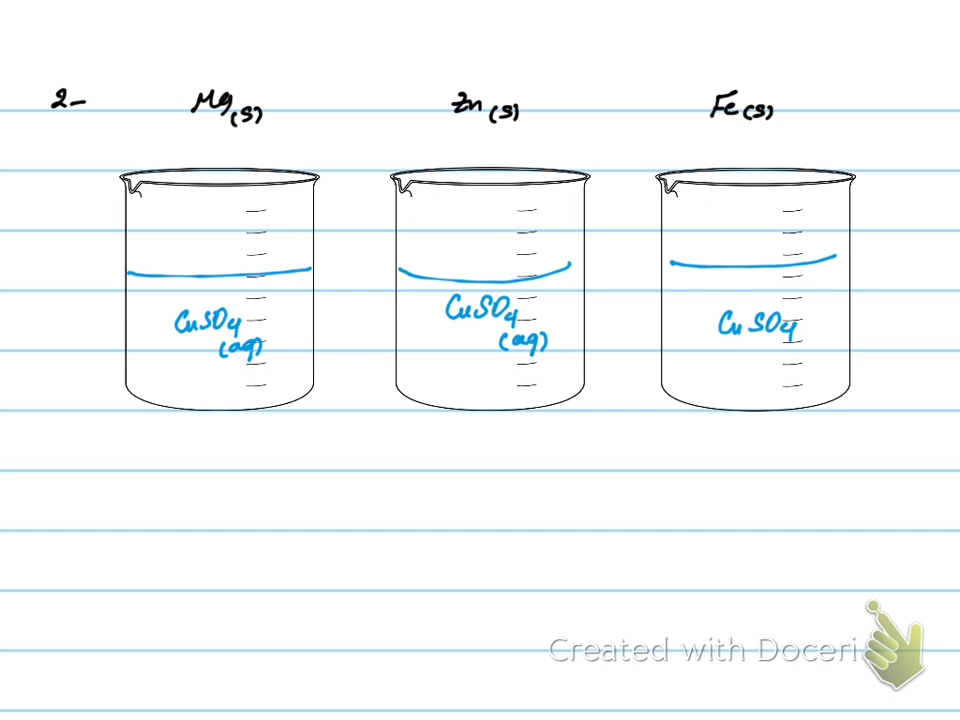 2- Mg(s) Zn(s) Fe(s)
CuSO4 (aq)
CuSO4 (aq)
CuSO4
Created with Doceri